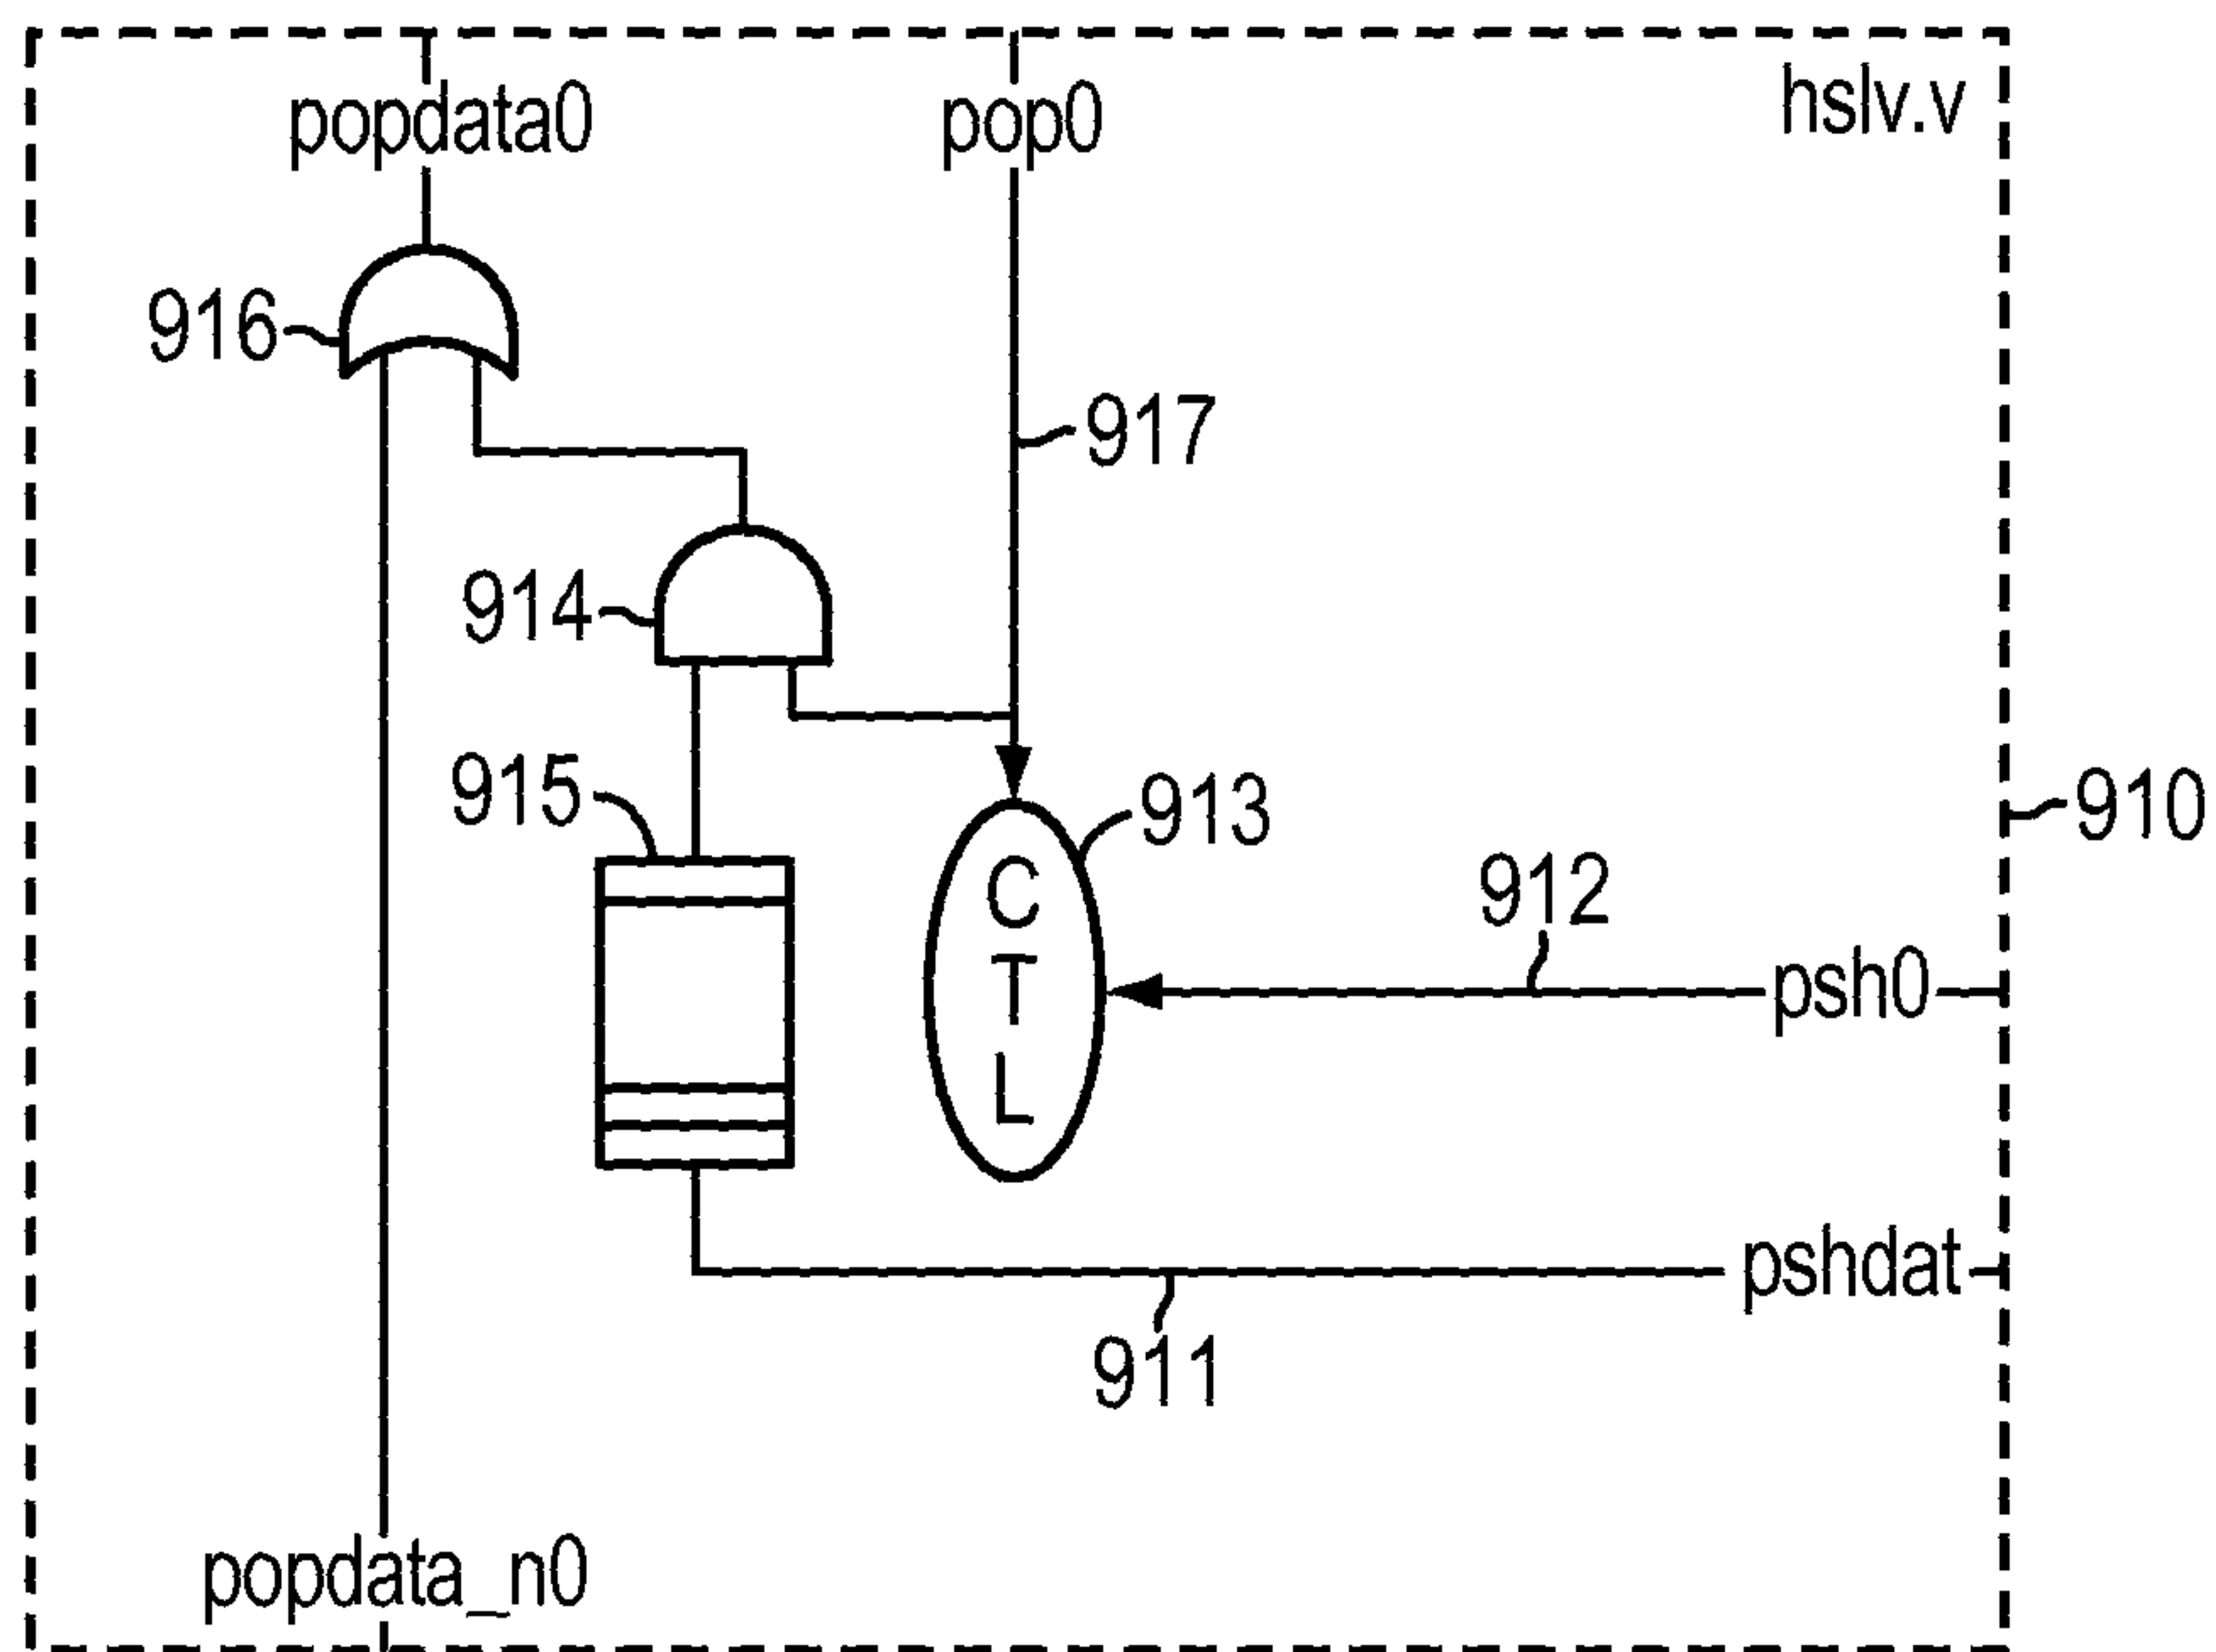 popdata0
pop0
hslv.v
916
917
914
915
913
910
C
T
L
912
psh0
pshdat
911
popdata_n0